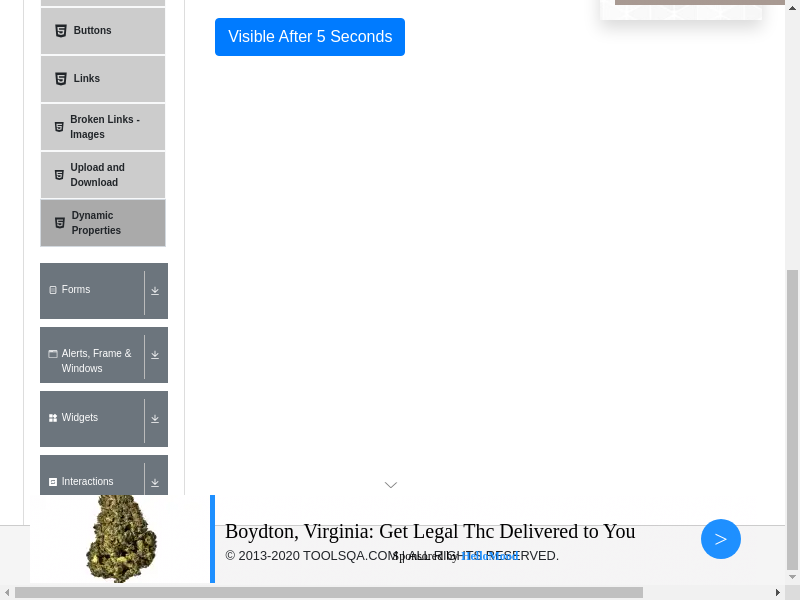 Buttons
Visible After 5 Seconds
Links
Broken Links -
Images
Upload and
Download
Dynamic
Properties
Forms
Alerts, Frame &
Windows
Widgets
Interactions
Boydton, Virginia: Get Legal Thc Delivered to You
>
© 2013-2020 TOOLSQA.COM | ALL RIGHTS RESERVED.
Sponsored by